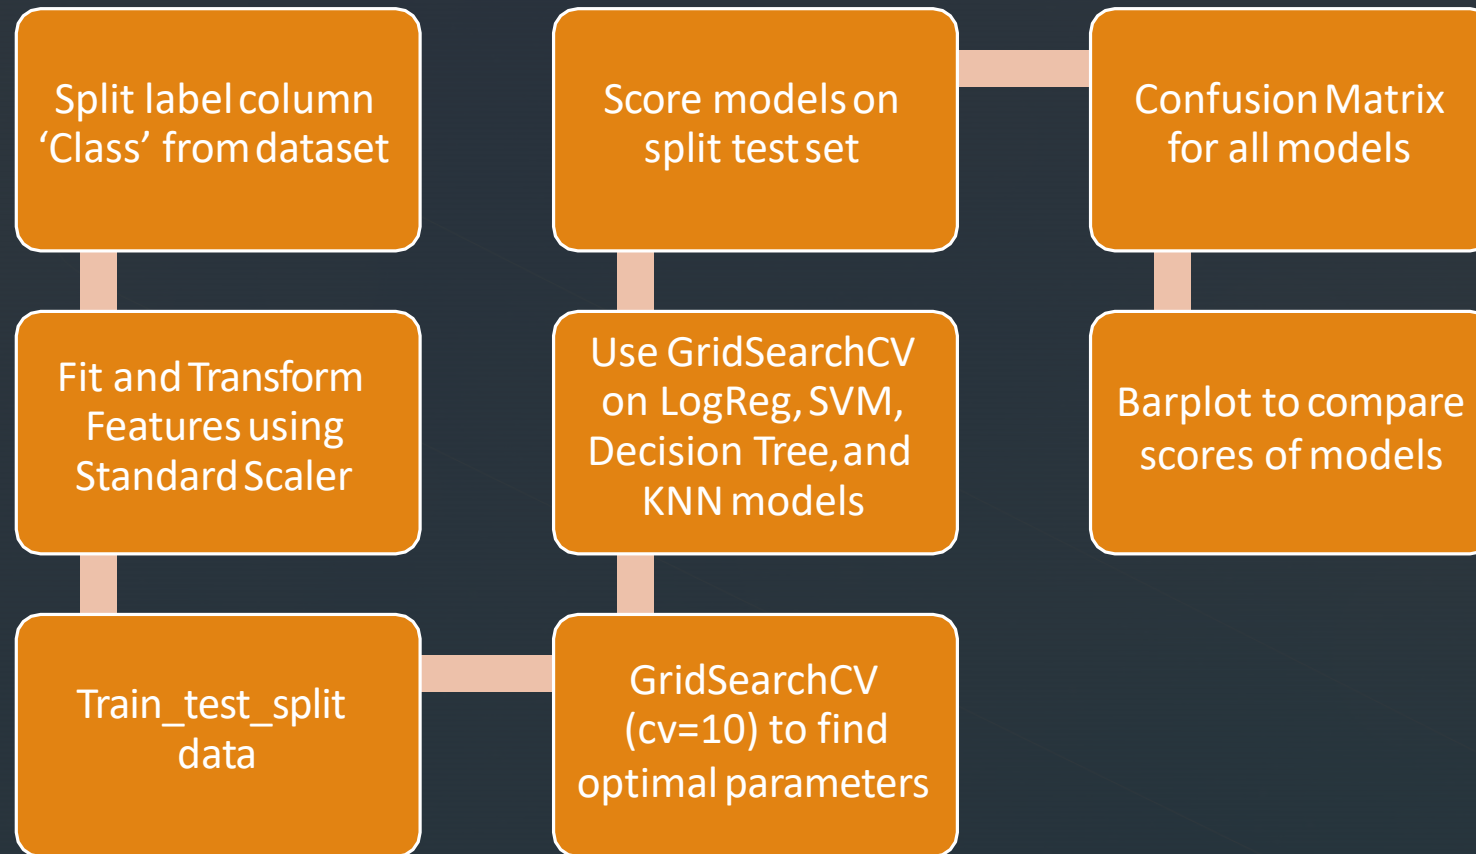 Split label column
‘Class’ from dataset
Fit and Transform
Features using
Standard Scaler
Train_test_split
data
GridSearchCV
(cv=10) to find
optimal parameters
Use GridSearchCV
on LogReg, SVM,
Decision Tree, and
KNN models
Score models on
split test set
Confusion Matrix
for all models
Barplot to compare
scores of models